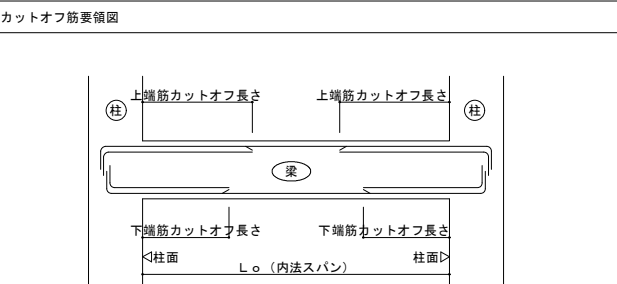 カットオフ筋要領図
上端筋カットオフ長さ
上端筋カットオフ長さ
柱
柱
梁
下端筋カットオフ長さ
下端筋カットオフ長さ
◁柱面
柱面▷
Ｌｏ（内法スパン）